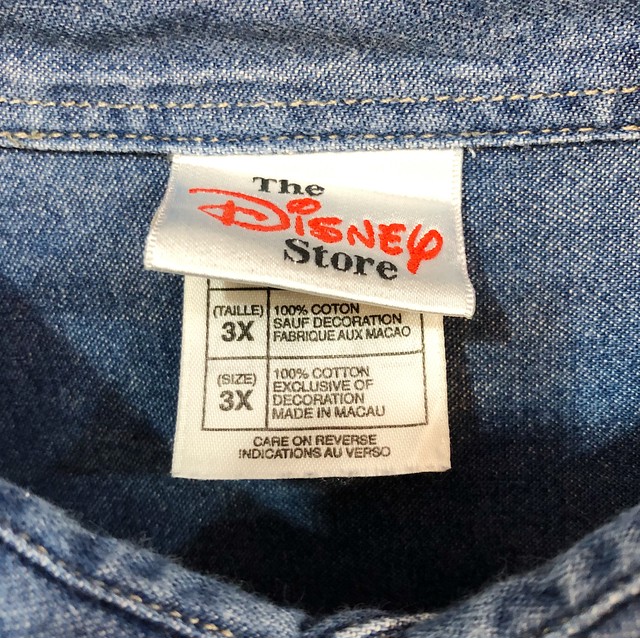 The
Disney
Store
(TAILLE)
3X
100% COTON
SAUF DECORATION
FABRIQUE AUX MACAO
(SIZE)
3X
100% COTTON
EXCLUSIVE OF
DECORATION
MADE IN MACAU
CARE ON REVERSE
INDICATIONS AU VERSO